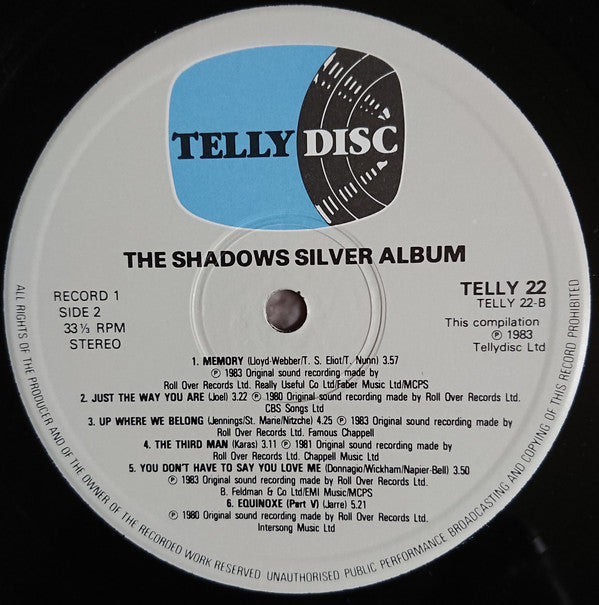 TELLY DISC
THE SHADOWS SILVER ALBUM
RECORD 1
SIDE 2
33⅓ RPM
STEREO
TELLY 22
TELLY 22-B
This compilation
℗ 1983
Tellydisc Ltd
1. MEMORY (Lloyd-Webber/T. S. Eliot/T. Nunn) 3.57
℗ 1983 Original sound recording made by
Roll Over Records Ltd. Really Useful Co Ltd/Faber Music Ltd/MCPS
2. JUST THE WAY YOU ARE (Joel) 3.22 ℗ 1980 Original sound recording made by Roll Over Records Ltd.
CBS Songs Ltd
3. UP WHERE WE BELONG (Jennings/St. Marie/Nitzche) 4.25 ℗ 1983 Original sound recording made by
Roll Over Records Ltd. Famous Chappell
4. THE THIRD MAN (Karas) 3.11 ℗ 1981 Original sound recording made by
Roll Over Records Ltd. Chappell Music Ltd
5. YOU DON'T HAVE TO SAY YOU LOVE ME (Donnagio/Wickham/Napier-Bell) 3.50
℗ 1983 Original sound recording made by Roll Over Records Ltd.
B. Feldman & Co Ltd/EMI Music/MCPS
6. EQUINOXE (Part V) (Jarre) 5.21
℗ 1980 Original sound recording made by Roll Over Records Ltd.
Intersong Music Ltd
ALL RIGHTS OF THE PRODUCER AND OF THE OWNER OF THE RECORDED WORK RESERVED UNAUTHORISED PUBLIC PERFORMANCE BROADCASTING AND COPYING OF THIS RECORD PROHIBITED